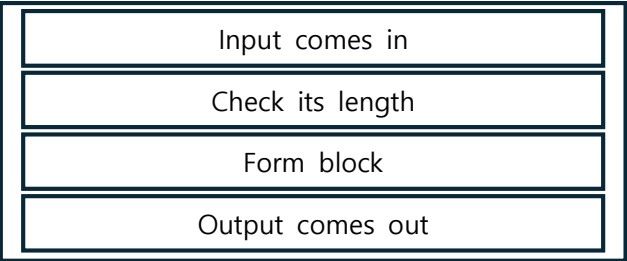 Input comes in
Check its length
Form block
Output comes out